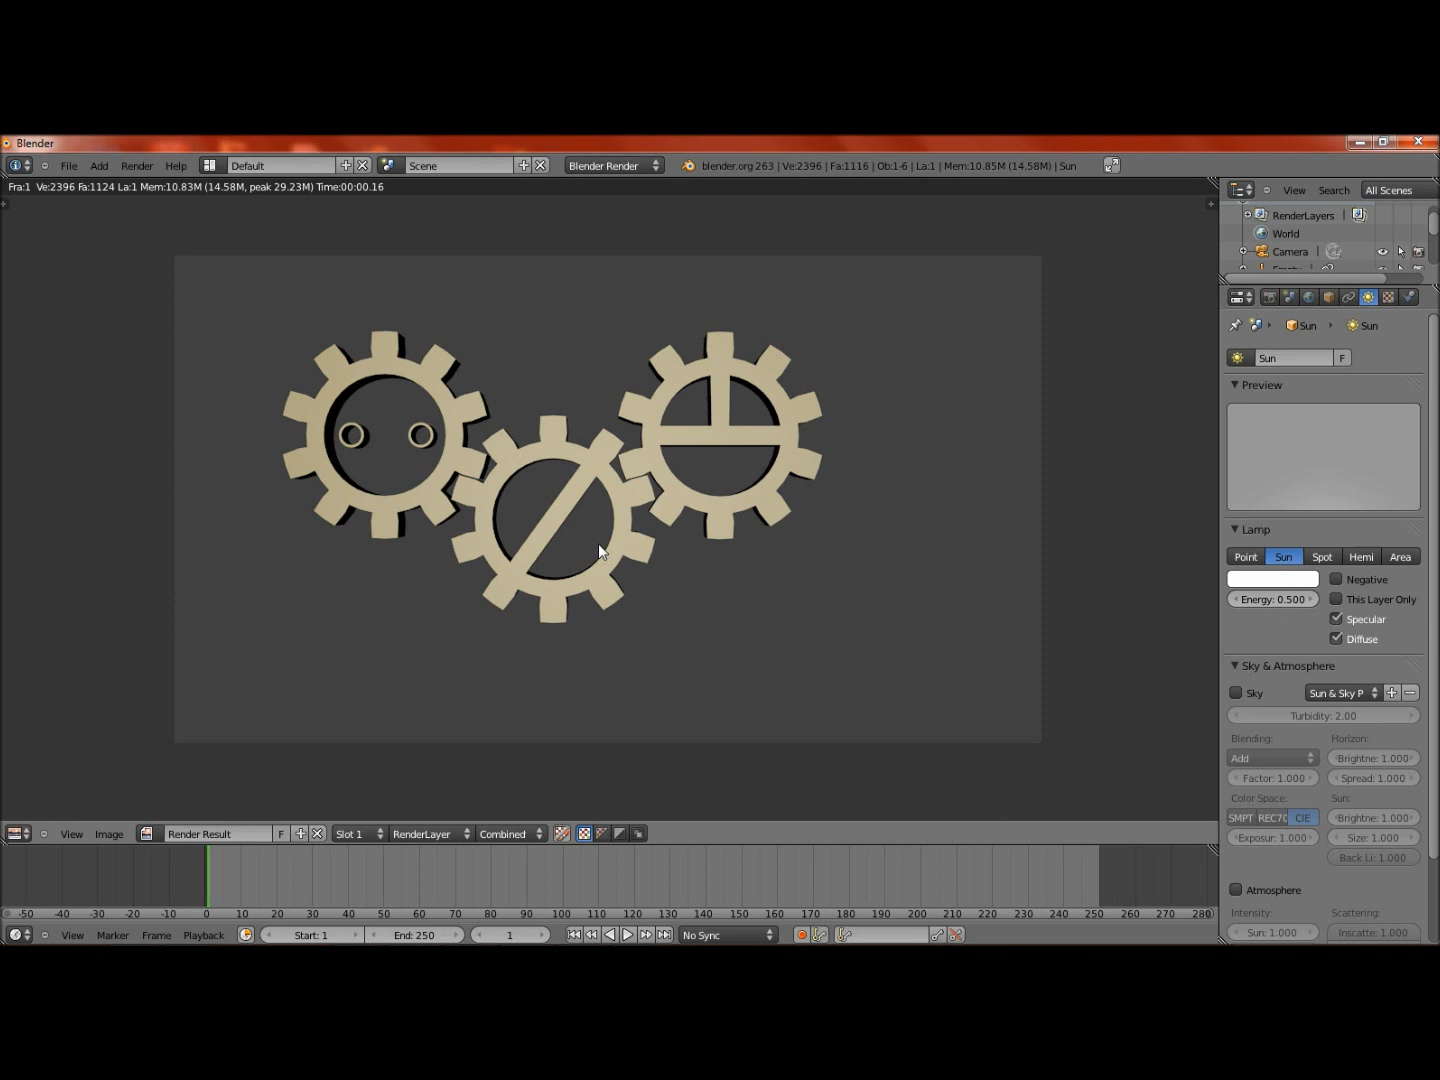 Blender
File Add Render Help Default Scene Blender Render blender.org 263 | Ve:2396 | Fa:1116 | Ob:1-6 | La:1 | Mem:10.85M (14.58M) | Sun
Fra:1 Ve:2396 Fa:1124 La:1 Mem:10.83M (14.58M, peak 29.23M) Time:00:00.16
View Search All Scenes
RenderLayers
World
Camera
Sun Sun
Sun F
Preview
Lamp
Point Sun Spot Hemi Area
Negative
Energy: 0.500 This Layer Only
Specular
Diffuse
Sky & Atmosphere
Sky Sun & Sky P
Turbidity: 2.00
Blending: Horizon:
Add Brightne: 1.000
Factor: 1.000 Spread: 1.000
Color Space: Sun:
SMPT REC70 CIE Brightne: 1.000
Exposur: 1.000 Size: 1.000
Back Li: 1.000
Atmosphere
Intensity: Scattering:
Sun: 1.000 Inscatte: 1.000
View Image Render Result F Slot 1 RenderLayer Combined
-50 -40 -30 -20 -10 0 10 20 30 40 50 60 70 80 90 100 110 120 130 140 150 160 170 180 190 200 210 220 230 240 250 260 270 280
View Marker Frame Playback Start: 1 End: 250 1 No Sync